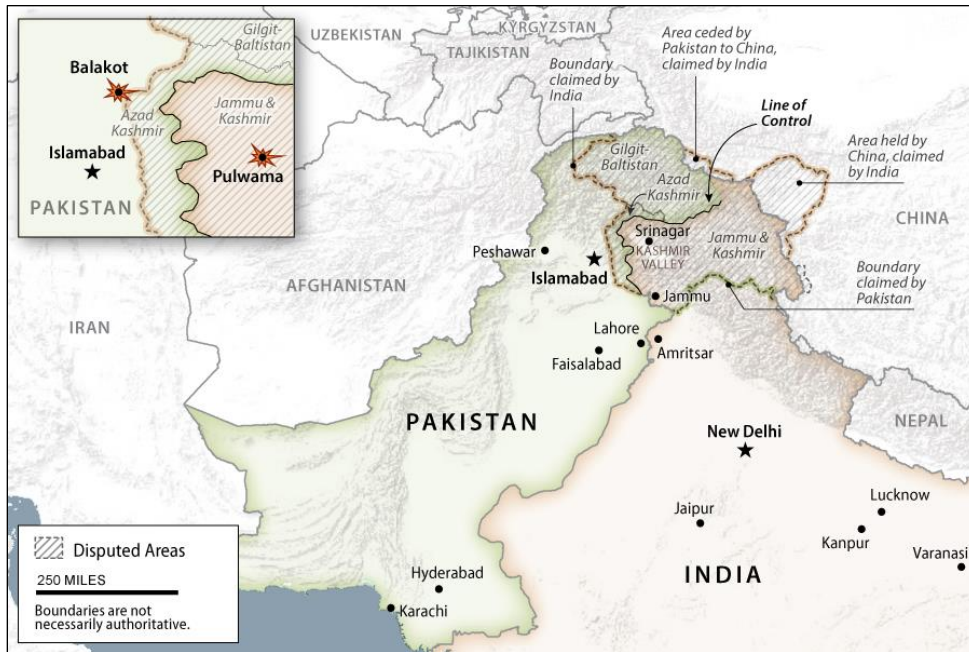 Gilgit-
Baltistan
Balakot
Azad
Kashmir
Jammu &
Kashmir
Islamabad
Pulwama
PAKISTAN
UZBEKISTAN
KYRGYZSTAN
TAJIKISTAN
Boundary
claimed by
India
Area ceded by
Pakistan to China,
claimed by India
Line of
Control
Area held by
China, claimed
by India
Gilgit-
Baltistan
Azad
Kashmir
CHINA
Srinagar
KASHMIR
VALLEY
Jammu &
Kashmir
Peshawar
Islamabad
AFGHANISTAN
Boundary
claimed by
Pakistan
Jammu
IRAN
Lahore
Amritsar
Faisalabad
PAKISTAN
NEPAL
New Delhi
Jaipur
Lucknow
Kanpur
Varanasi
INDIA
Hyderabad
Karachi
Disputed Areas
250 MILES
Boundaries are not
necessarily authoritative.